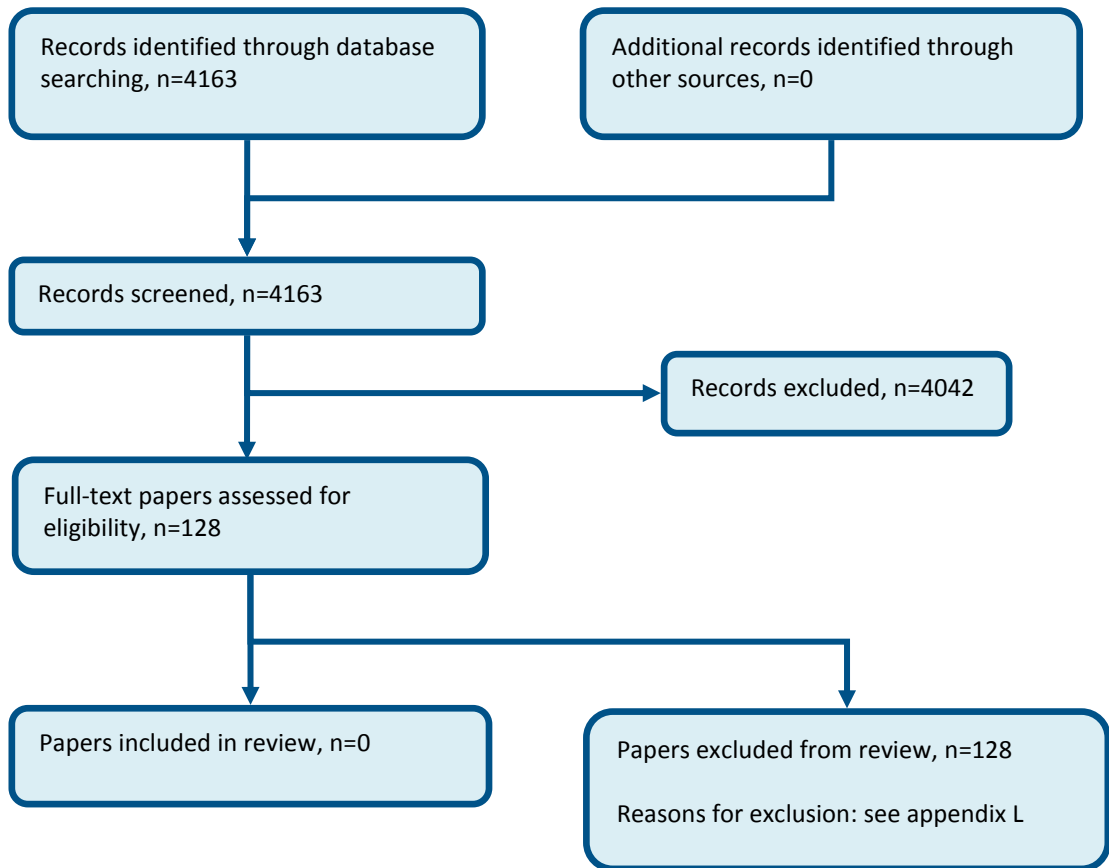 Records identified through database
searching, n=4163
Additional records identified through
other sources, n=0
Records screened, n=4163
Records excluded, n=4042
Full-text papers assessed for
eligibility, n=128
Papers included in review, n=0
Papers excluded from review, n=128
Reasons for exclusion: see appendix L